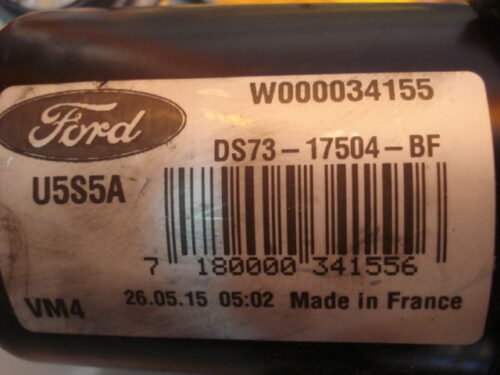 W000034155
Ford
DS73-17504-BF
U5S5A
7 180000 341556
VM4 26.05.15 05:02 Made in France